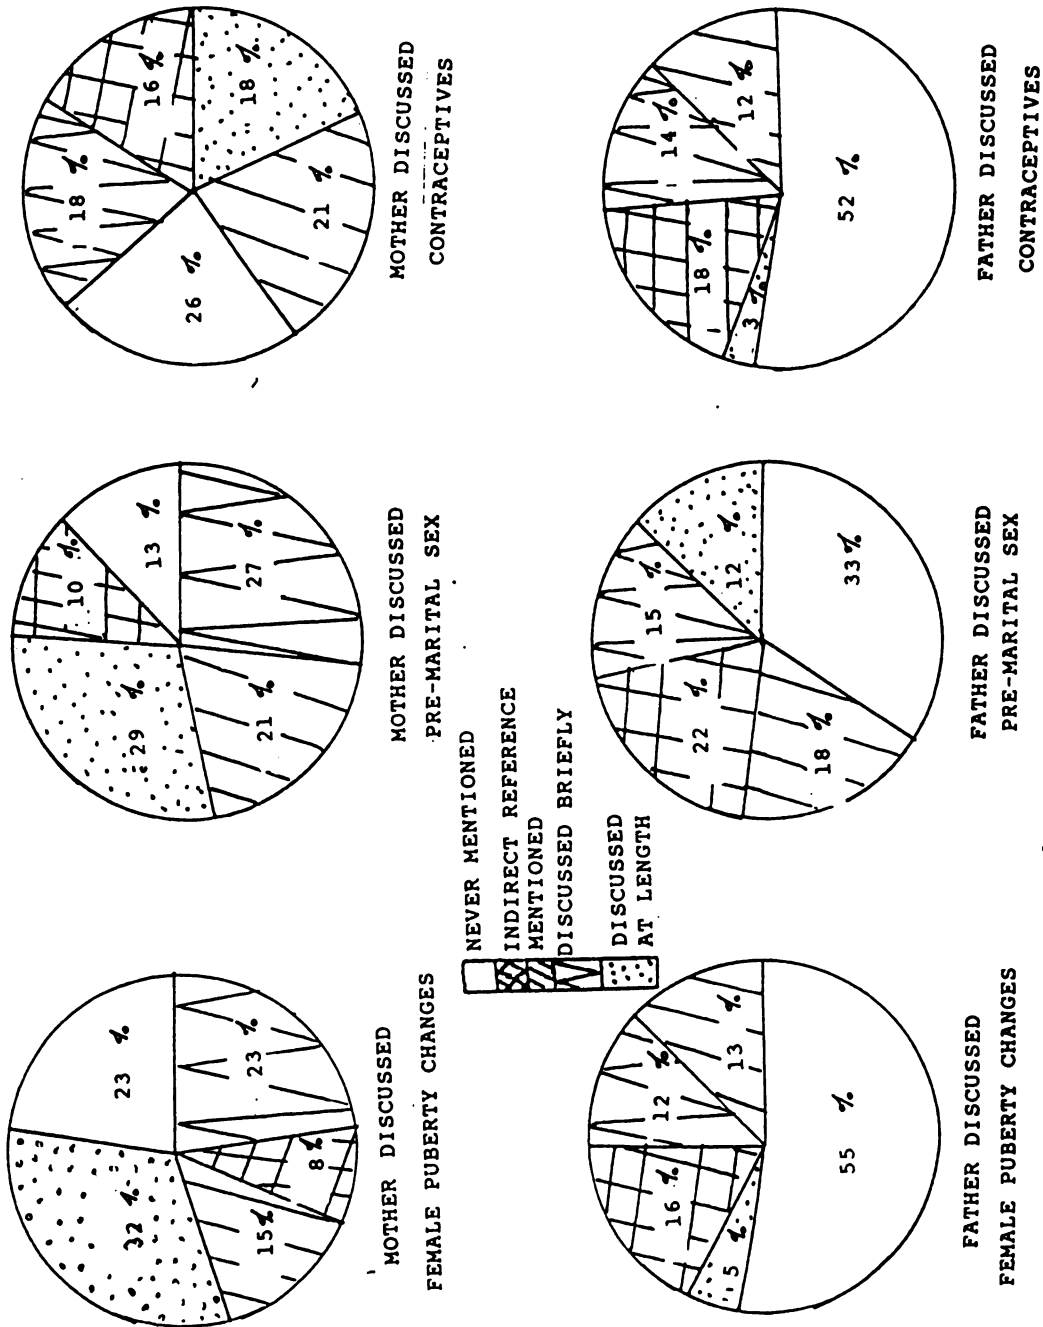 32 %
23 %
15%
23 %
8%
MOTHER DISCUSSED
FEMALE PUBERTY CHANGES
10 %
29 %
13 %
27 %
21 %
MOTHER DISCUSSED
PRE-MARITAL SEX
18 %
16 %
26 %
18 %
21 %
MOTHER DISCUSSED
CONTRACEPTIVES
NEVER MENTIONED
INDIRECT REFERENCE
MENTIONED
DISCUSSED BRIEFLY
DISCUSSED
AT LENGTH
12 %
16 %
13 %
5 %
55 %
FATHER DISCUSSED
FEMALE PUBERTY CHANGES
15 %
22 %
12 %
18 %
33%
FATHER DISCUSSED
PRE-MARITAL SEX
14 %
18 %
12 %
3 %
52 %
FATHER DISCUSSED
CONTRACEPTIVES